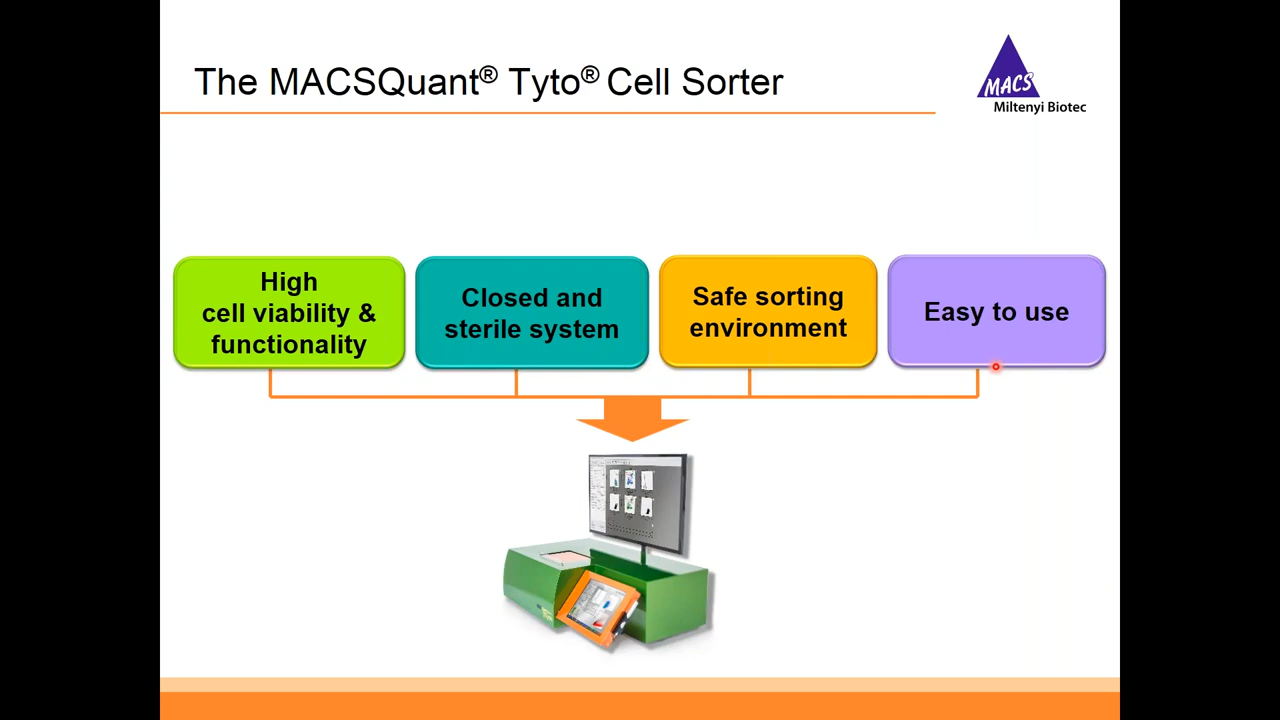 The MACSQuant® Tyto® Cell Sorter
MACS
Miltenyi Biotec
High
cell viability &
functionality
Closed and
sterile system
Safe sorting
environment
Easy to use